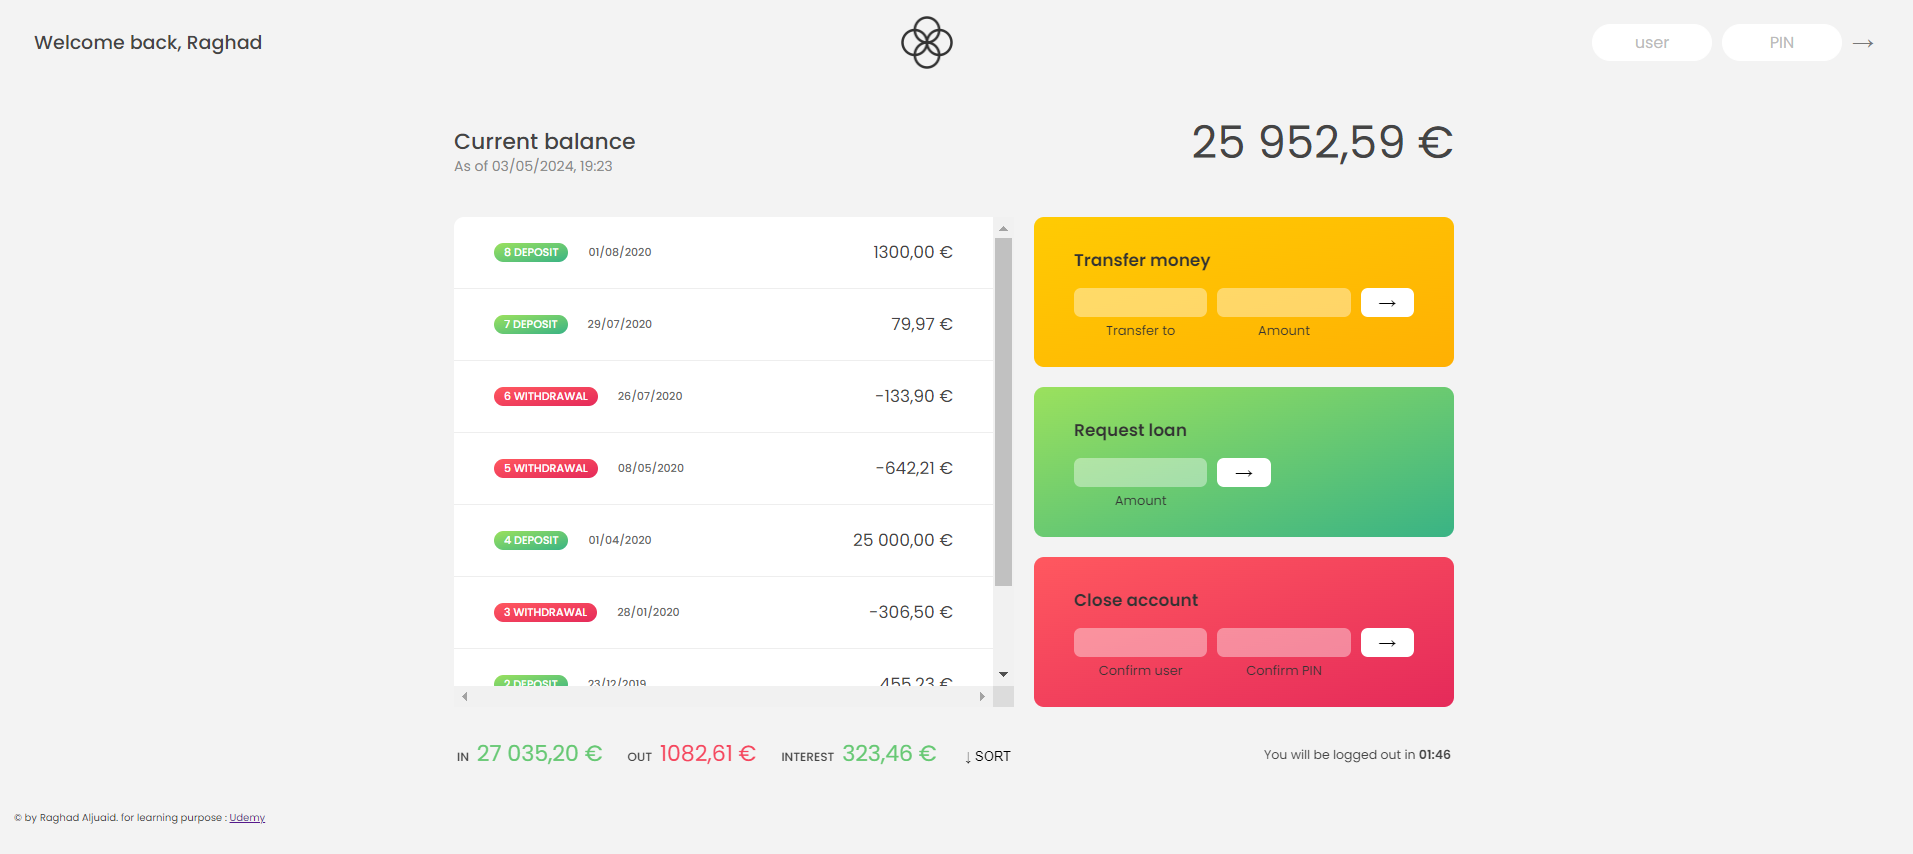 Welcome back, Raghad
user PIN →
Current balance
As of 03/05/2024, 19:23
25 952,59 €
8 DEPOSIT 01/08/2020 1300,00 €
7 DEPOSIT 29/07/2020 79,97 €
6 WITHDRAWAL 26/07/2020 -133,90 €
5 WITHDRAWAL 08/05/2020 -642,21 €
4 DEPOSIT 01/04/2020 25 000,00 €
3 WITHDRAWAL 28/01/2020 -306,50 €
2 DEPOSIT 23/12/2019 455,23 €
Transfer money
→
Transfer to Amount
Request loan
→
Amount
Close account
→
Confirm user Confirm PIN
IN 27 035,20 € OUT 1082,61 € INTEREST 323,46 € ↓ SORT
You will be logged out in 01:46
© by Raghad Aljuaid. for learning purpose : Udemy